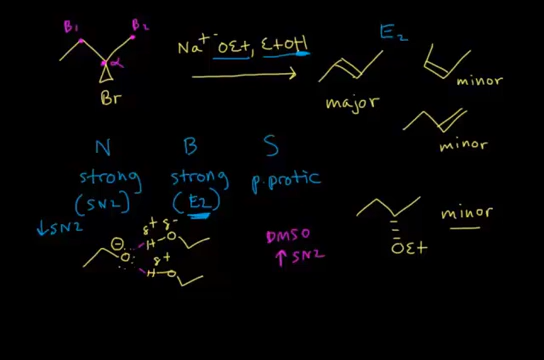 B1
B2
α
Br
Na+ -OEt, EtOH
E2
major
minor
minor
N B S
strong strong p.protic
(SN2) (E2)
↓SN2
δ+ δ-
H-O
δ+
H-O
⊖
O
DMSO
↑SN2
OEt
minor